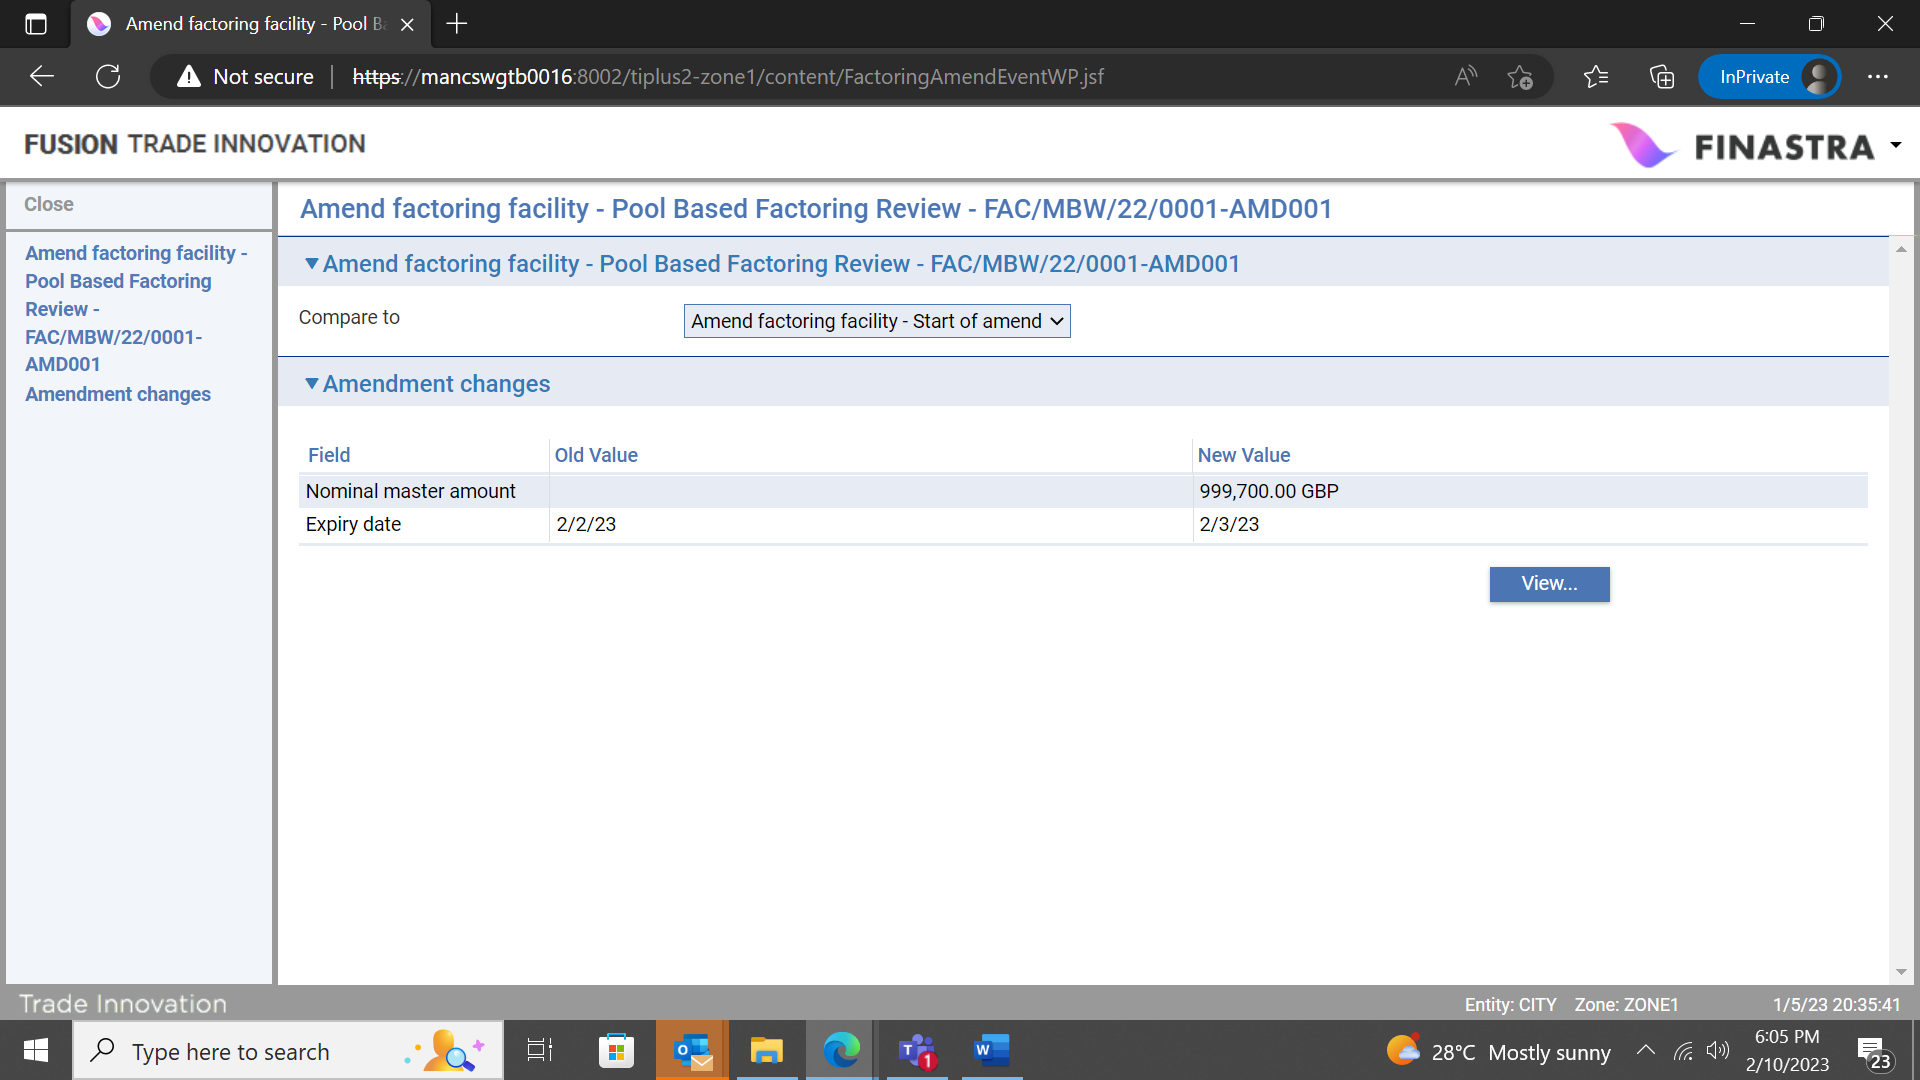 Amend factoring facility - Pool B
Not secure
https://mancswgtb0016:8002/tiplus2-zone1/content/FactoringAmendEventWP.jsf
InPrivate
FUSION TRADE INNOVATION
FINASTRA
Close
Amend factoring facility -
Pool Based Factoring
Review -
FAC/MBW/22/0001-
AMD001
Amendment changes
Amend factoring facility - Pool Based Factoring Review - FAC/MBW/22/0001-AMD001
Amend factoring facility - Pool Based Factoring Review - FAC/MBW/22/0001-AMD001
Compare to
Amend factoring facility - Start of amend
Amendment changes
Field Old Value New Value
Nominal master amount 999,700.00 GBP
Expiry date 2/2/23 2/3/23
View...
Trade Innovation
Entity: CITY Zone: ZONE1 1/5/23 20:35:41
Type here to search
28°C Mostly sunny
6:05 PM
2/10/2023
1
23